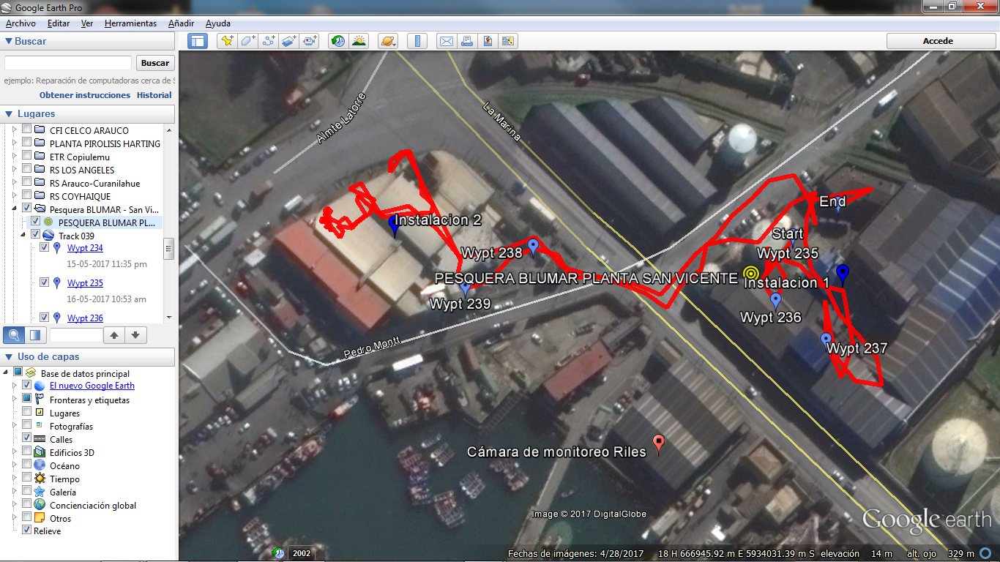 Google Earth Pro
Archivo Editar Ver Herramientas Añadir Ayuda
Buscar
Buscar
ejemplo: Reparación de computadoras cerca de S
Obtener instrucciones Historial
Lugares
CFI CELCO ARAUCO
PLANTA PIROLISIS HARTING
ETR Copiulemu
RS LOS ANGELES
RS Arauco-Curanilahue
RS COYHAIQUE
Pesquera BLUMAR - San Vi...
PESQUERA BLUMAR PL...
Track 039
Wypt 234
15-05-2017 11:35 pm
Wypt 235
16-05-2017 10:53 am
Wypt 236
Uso de capas
Base de datos principal
El nuevo Google Earth
Fronteras y etiquetas
Lugares
Fotografías
Calles
Edificios 3D
Océano
Tiempo
Galería
Concienciación global
Otros
Relieve
Accede
Almte Latorre
La Marina
End
Instalacion 2
Start
Wypt 238
Wypt 235
PESQUERA BLUMAR PLANTA SAN VICENTE
Instalacion 1
Wypt 239
Wypt 236
Pedro Montt
Wypt 237
Cámara de monitoreo Riles
Image © 2017 DigitalGlobe
Google earth
2002
Fechas de imágenes: 4/28/2017 18 H 666945.92 m E 5934031.39 m S elevación 14 m alt. ojo 329 m